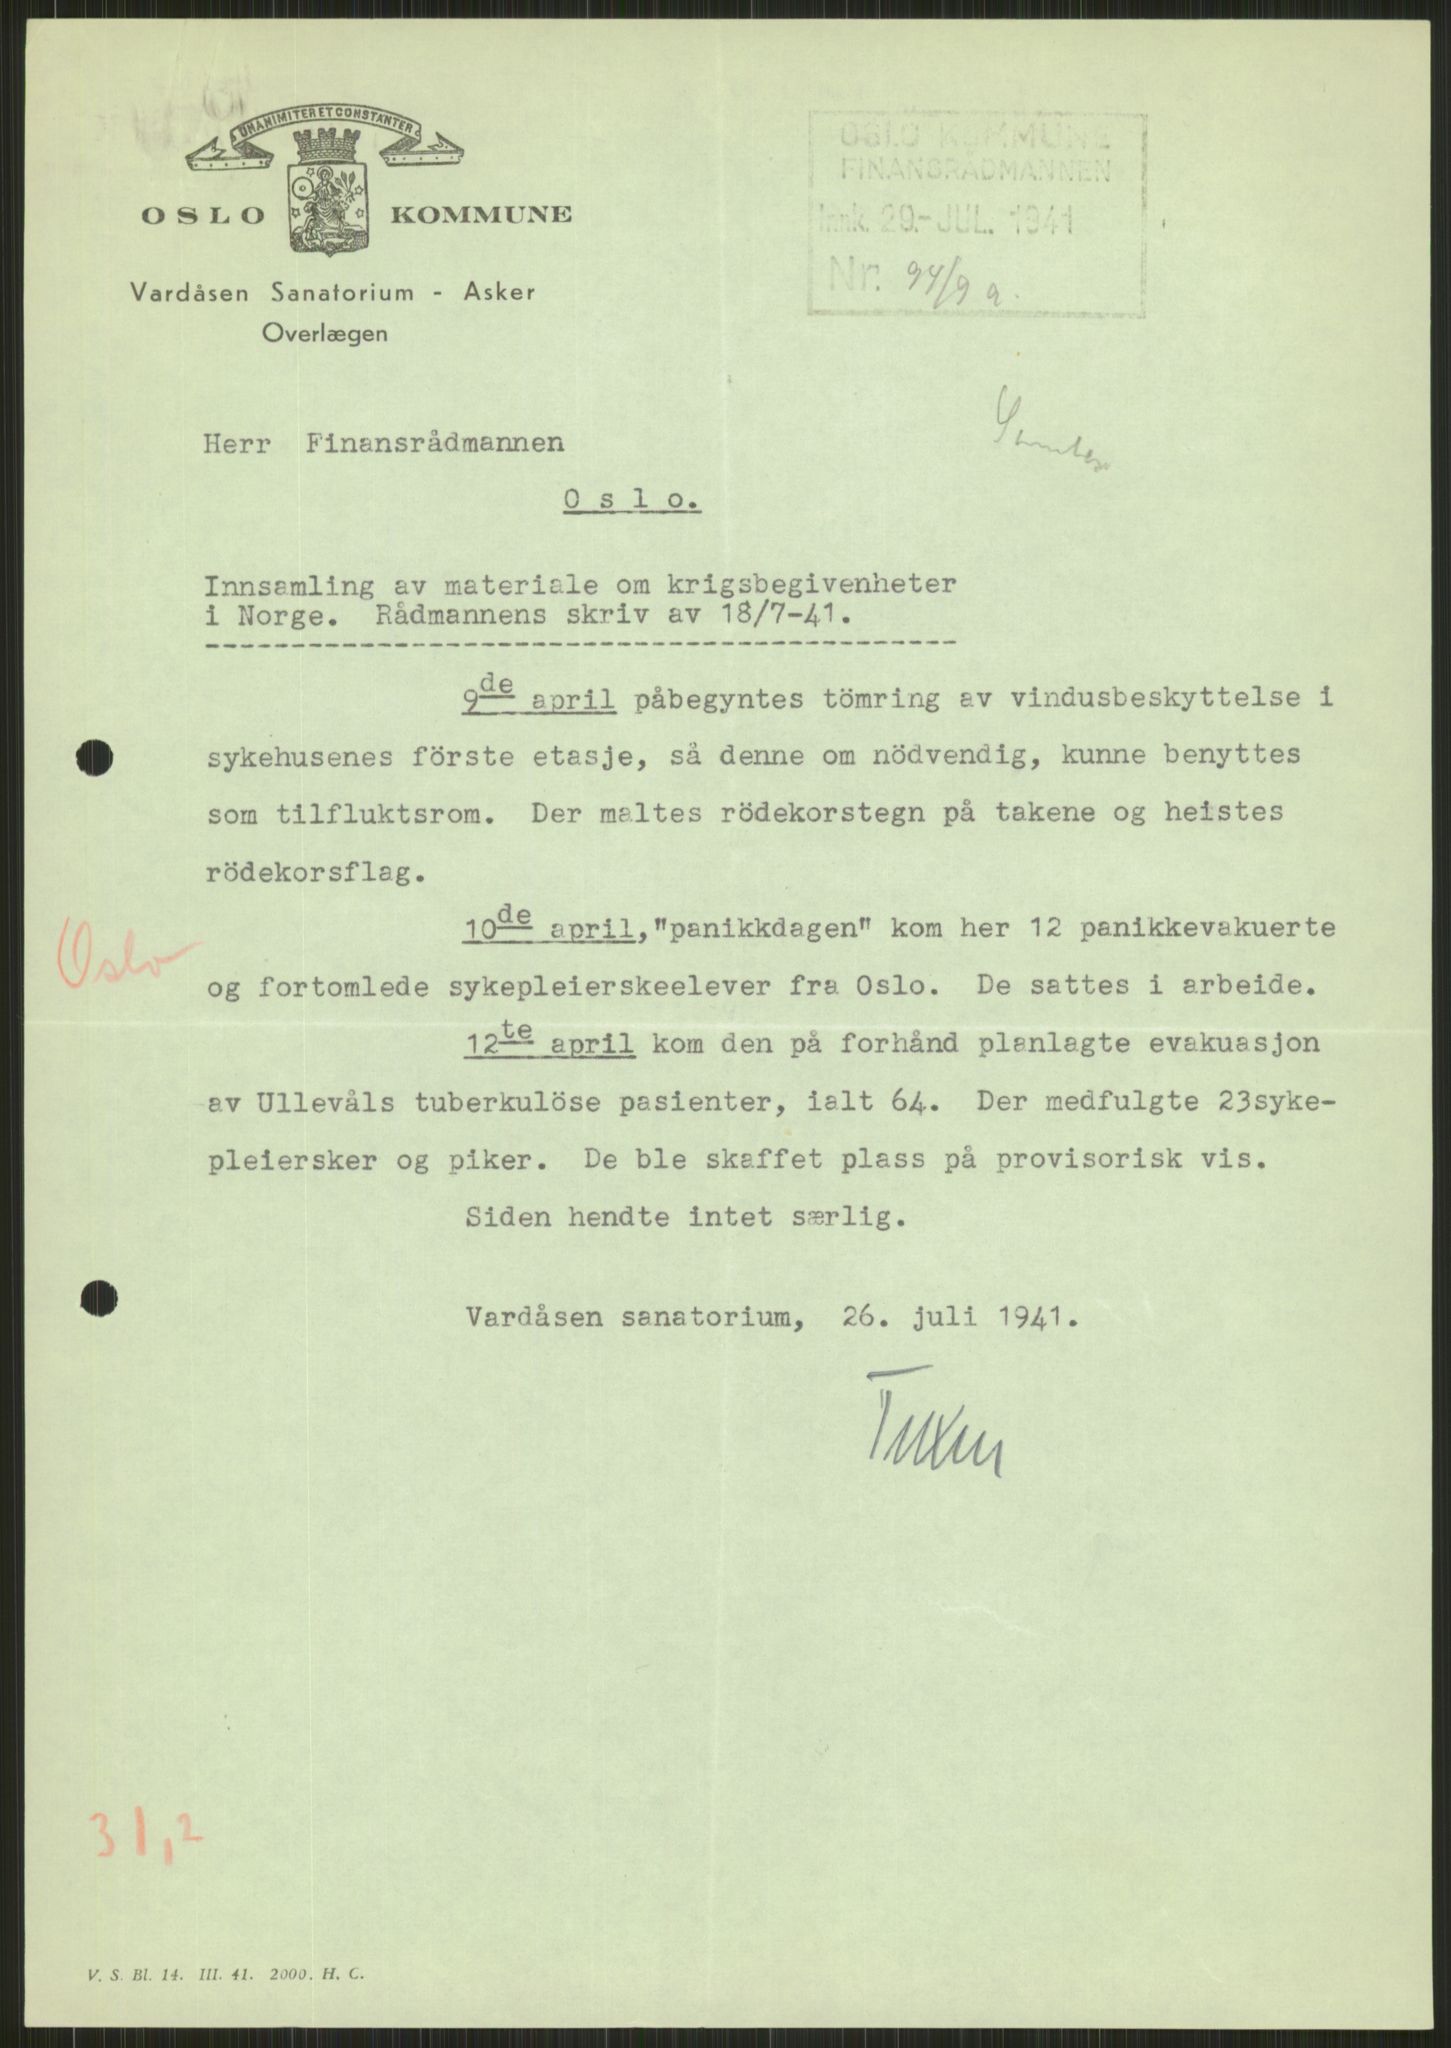 UNANIMITER ET CONSTANTER
OSLO KOMMUNE
Vardåsen Sanatorium - Asker
Overlægen
OSLO KOMMUNE
FINANSRÅDMANNEN
Innk. 29.-JUL. 1941
Nr. 94/9 a.
Herr Finansrådmannen
O s l o.
Innsamling av materiale om krigsbegivenheter
i Norge. Rådmannens skriv av 18/7-41.
9de april påbegyntes tömring av vindusbeskyttelse i
sykehusenes förste etasje, så denne om nödvendig, kunne benyttes
som tilfluktsrom. Der maltes rödekorstegn på takene og heistes
rödekorsflag.
10de april,"panikkdagen" kom her 12 panikkevakuerte
Oslo
og fortomlede sykepleierskeelever fra Oslo. De sattes i arbeide.
12te april kom den på forhånd planlagte evakuasjon
av Ullevåls tuberkulöse pasienter, ialt 64. Der medfulgte 23syke-
pleiersker og piker. De ble skaffet plass på provisorisk vis.
Siden hendte intet særlig.
Vardåsen sanatorium, 26. juli 1941.
Tuxen
31,2
V. S. Bl. 14. III. 41. 2000. H. C.